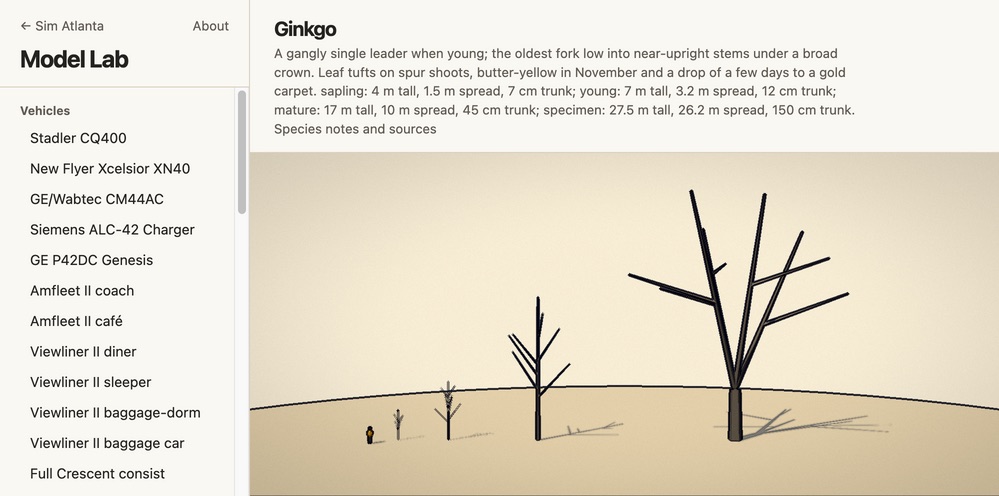 ← Sim Atlanta
About
Model Lab
Vehicles
Stadler CQ400
New Flyer Xcelsior XN40
GE/Wabtec CM44AC
Siemens ALC-42 Charger
GE P42DC Genesis
Amfleet II coach
Amfleet II café
Viewliner II diner
Viewliner II sleeper
Viewliner II baggage-dorm
Viewliner II baggage car
Full Crescent consist
Ginkgo
A gangly single leader when young; the oldest fork low into near-upright stems under a broad
crown. Leaf tufts on spur shoots, butter-yellow in November and a drop of a few days to a gold
carpet. sapling: 4 m tall, 1.5 m spread, 7 cm trunk; young: 7 m tall, 3.2 m spread, 12 cm trunk;
mature: 17 m tall, 10 m spread, 45 cm trunk; specimen: 27.5 m tall, 26.2 m spread, 150 cm trunk.
Species notes and sources